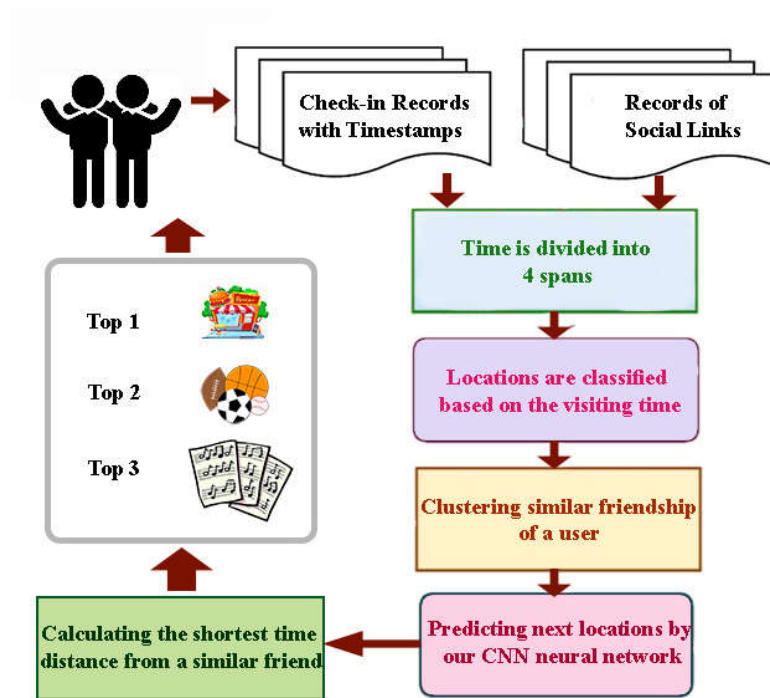 Check-in Records
with Timestamps
Records of
Social Links
Time is divided into
4 spans
Locations are classified
based on the visiting time
Clustering similar friendship
of a user
Predicting next locations by
our CNN neural network
Calculating the shortest time
distance from a similar friend
Top 1
Top 2
Top 3